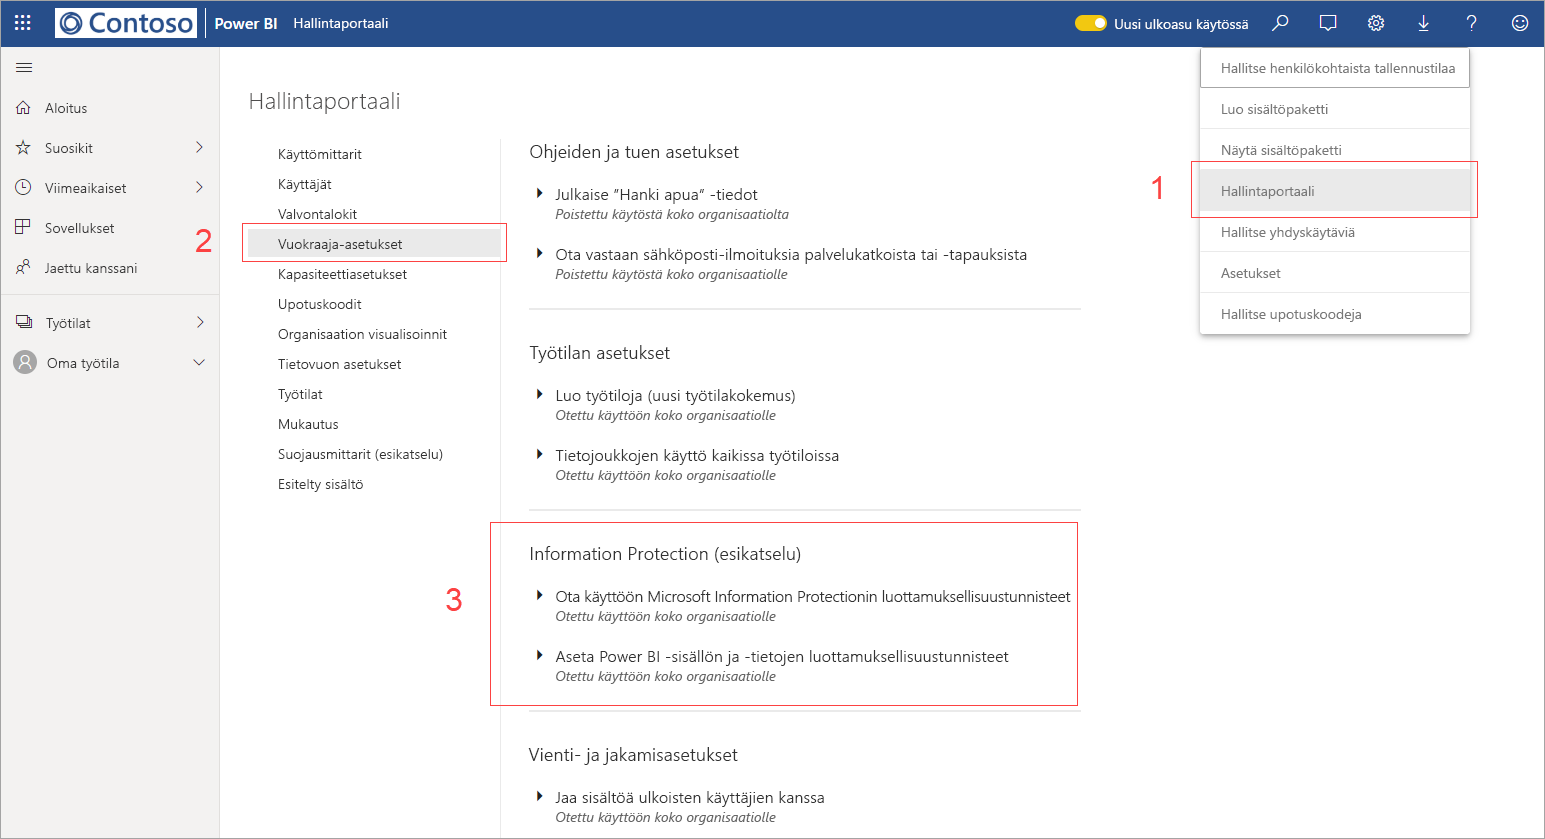 Contoso
Power BI
Hallintaportaali
Uusi ulkoasu käytössä
Aloitus
Suosikit
Viimeaikaiset
Sovellukset
Jaettu kanssani
Työtilat
Oma työtila
Hallintaportaali
Käyttömittarit
Käyttäjät
Valvontalokit
2
Vuokraaja-asetukset
Kapasiteettiasetukset
Upotuskoodit
Organisaation visualisoinnit
Tietovuon asetukset
Työtilat
Mukautus
Suojausmittarit (esikatselu)
Esitelty sisältö
Ohjeiden ja tuen asetukset
Julkaise ”Hanki apua” -tiedot
Poistettu käytöstä koko organisaatiolta
Ota vastaan sähköposti-ilmoituksia palvelukatkoista tai -tapauksista
Poistettu käytöstä koko organisaatiolle
Työtilan asetukset
Luo työtiloja (uusi työtilakokemus)
Otettu käyttöön koko organisaatiolle
Tietojoukkojen käyttö kaikissa työtiloissa
Otettu käyttöön koko organisaatiolle
3
Information Protection (esikatselu)
Ota käyttöön Microsoft Information Protectionin luottamuksellisuustunnisteet
Otettu käyttöön koko organisaatiolle
Aseta Power BI -sisällön ja -tietojen luottamuksellisuustunnisteet
Otettu käyttöön koko organisaatiolle
Vienti- ja jakamisasetukset
Jaa sisältöä ulkoisten käyttäjien kanssa
Otettu käyttöön koko organisaatiolle
Hallitse henkilökohtaista tallennustilaa
Luo sisältöpaketti
Näytä sisältöpaketti
1
Hallintaportaali
Hallitse yhdyskäytäviä
Asetukset
Hallitse upotuskoodeja